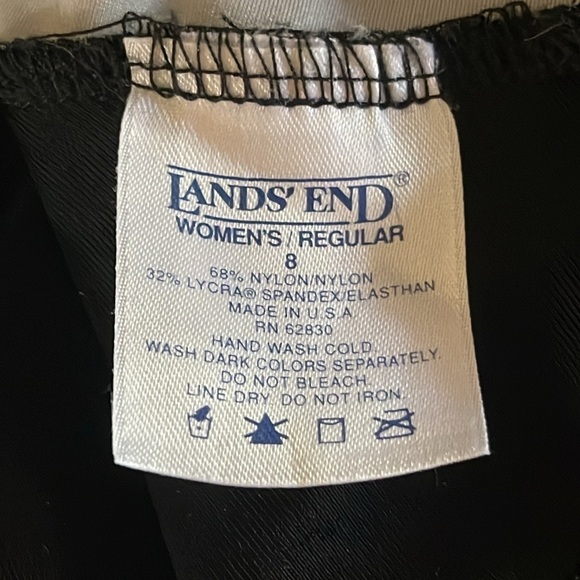 LANDS' END®
WOMEN'S/REGULAR
8
68% NYLON/NYLON
32% LYCRA® SPANDEX/ELASTHAN
MADE IN U.S.A
RN 62830
HAND WASH COLD.
WASH DARK COLORS SEPARATELY.
DO NOT BLEACH.
LINE DRY. DO NOT IRON.